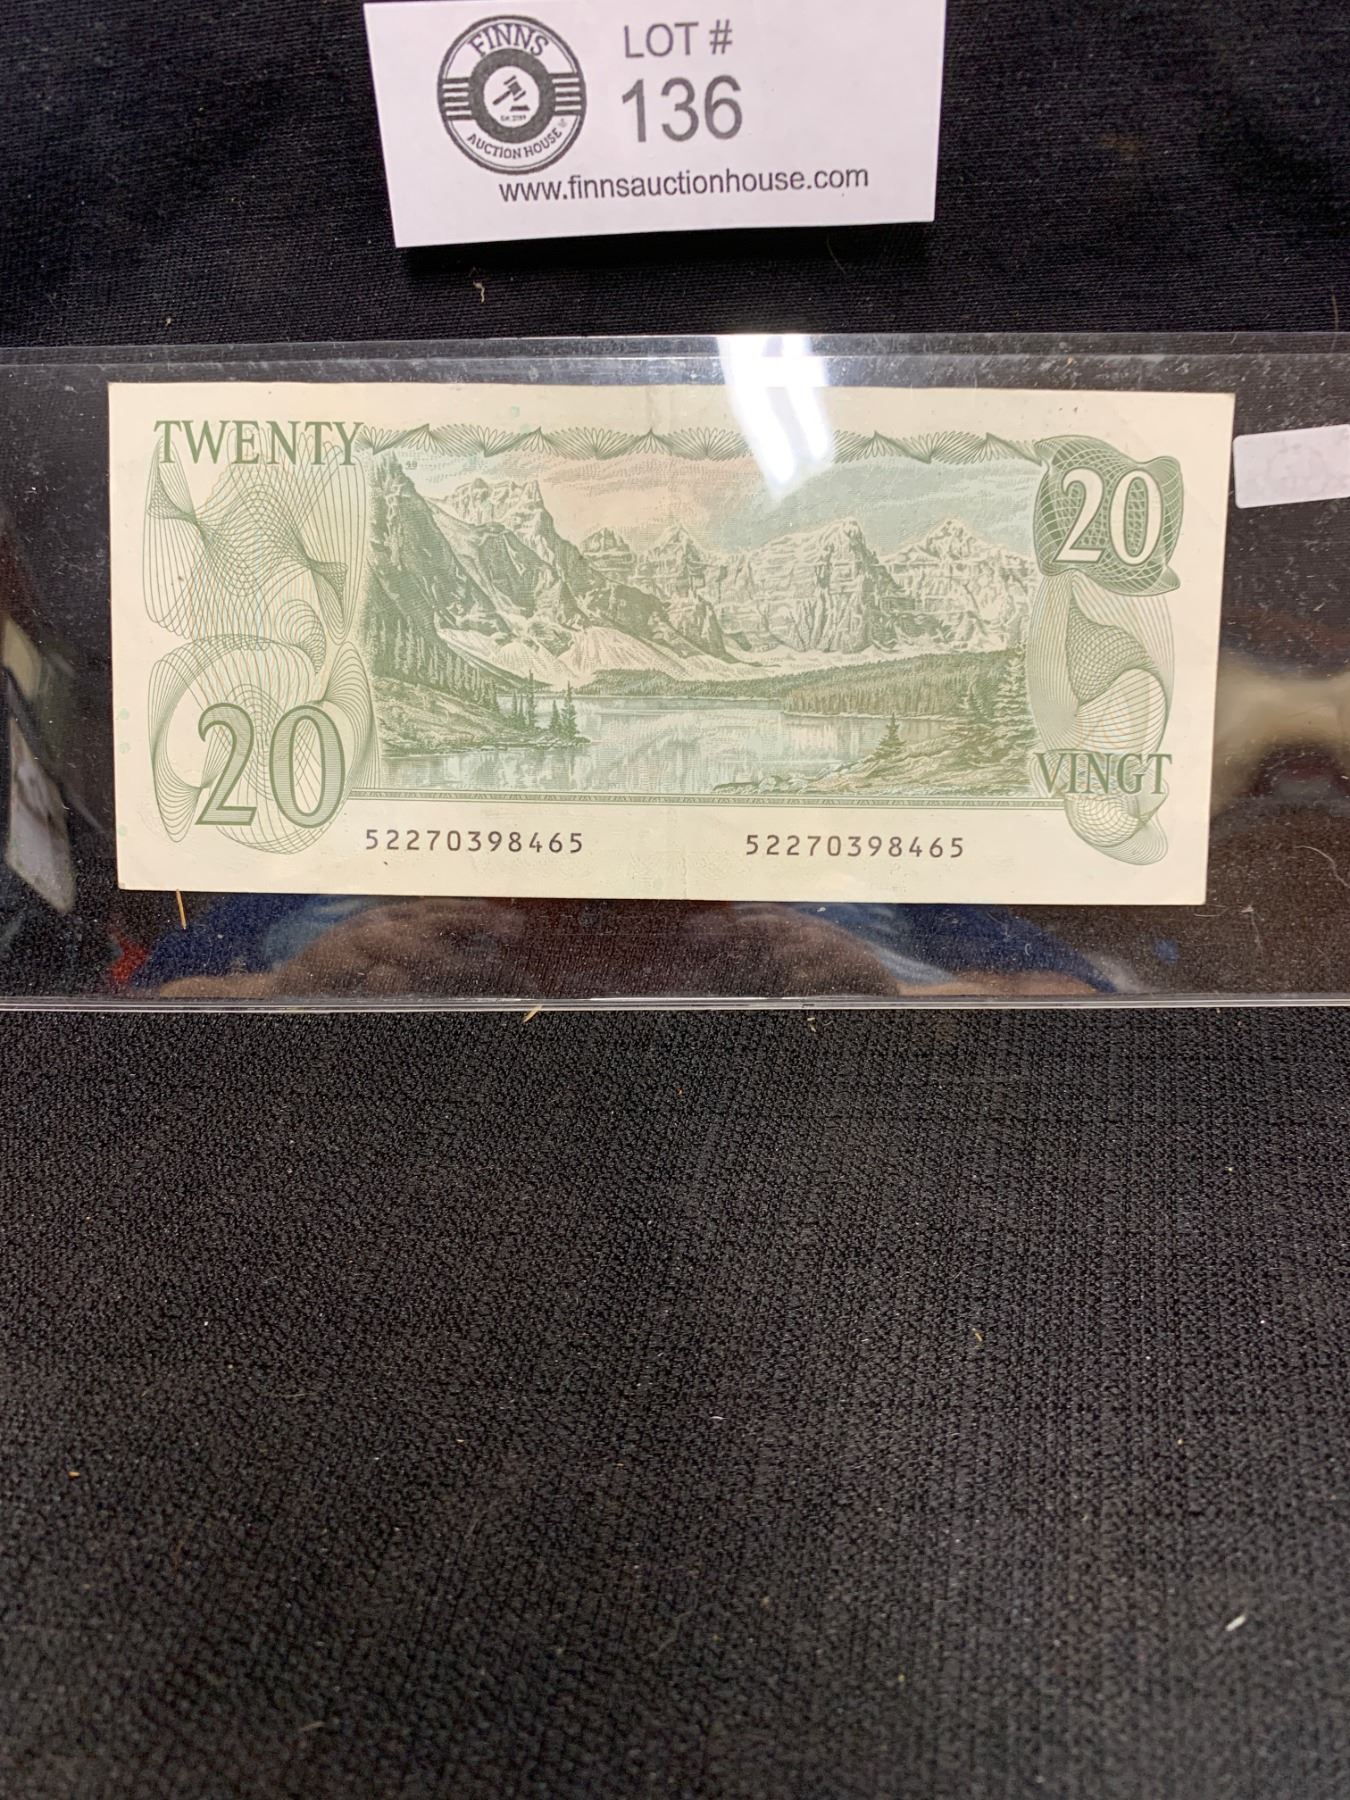 FINNS
AUCTION HOUSE
LOT #
136
www.finnsauctionhouse.com
TWENTY
20
20
VINGT
52270398465
52270398465